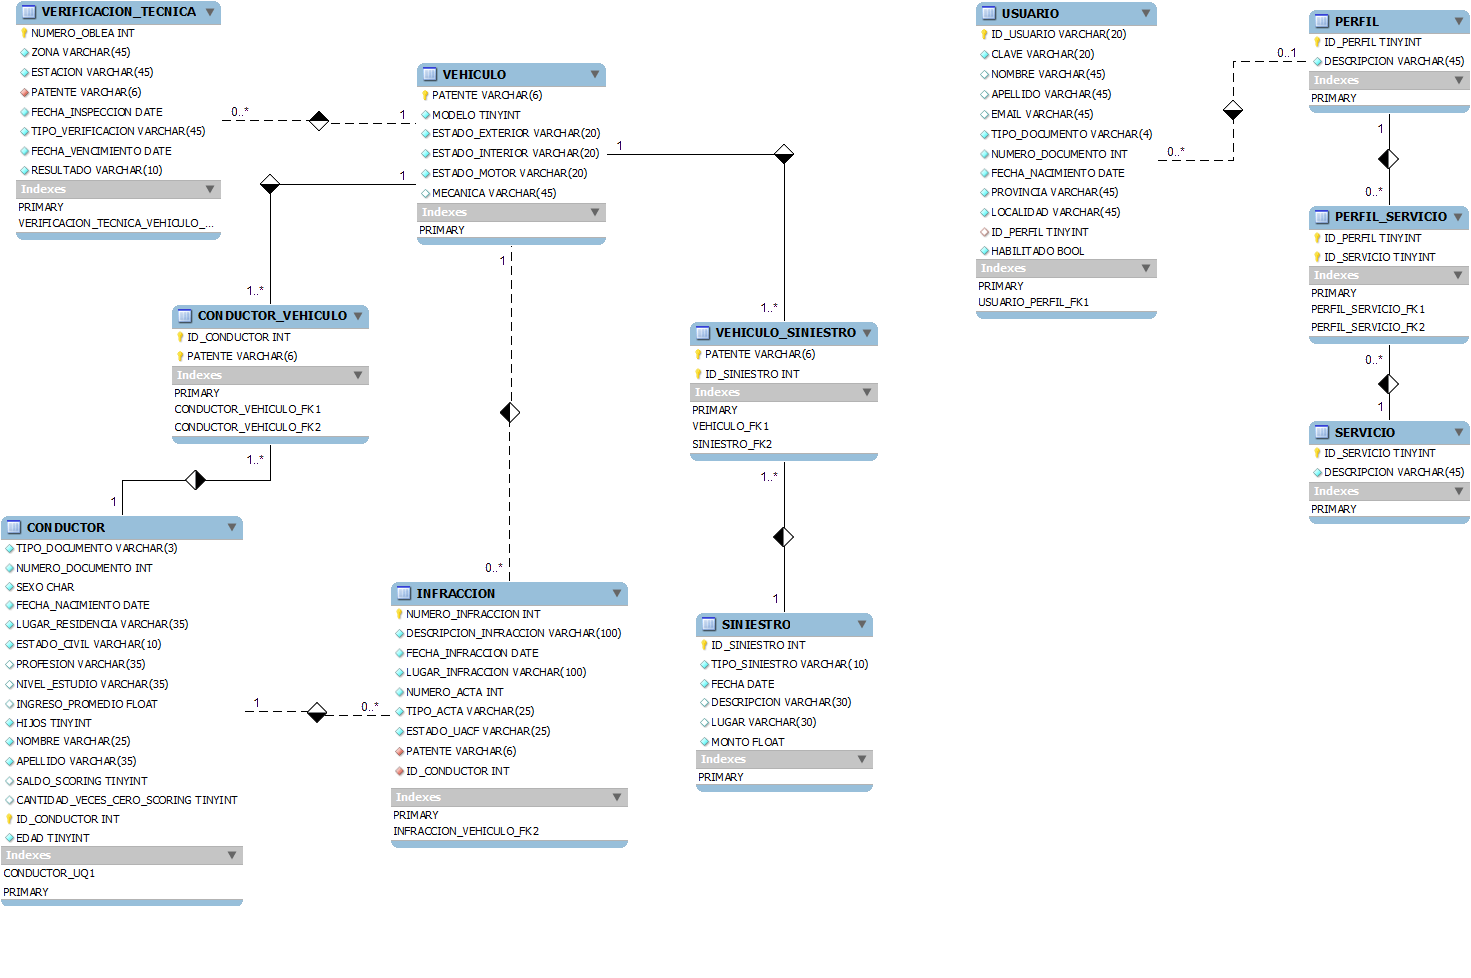 VERIFICACION_TECNICA
NUMERO_OBLEA INT
ZONA VARCHAR(45)
ESTACION VARCHAR(45)
PATENTE VARCHAR(6)
FECHA_INSPECCION DATE
TIPO_VERIFICACION VARCHAR(45)
FECHA_VENCIMIENTO DATE
RESULTADO VARCHAR(10)
Indexes
PRIMARY
VERIFICACION_TECNICA_VEHICULO_...
0..*
1
VEHICULO
PATENTE VARCHAR(6)
MODELO TINYINT
ESTADO_EXTERIOR VARCHAR(20)
ESTADO_INTERIOR VARCHAR(20)
ESTADO_MOTOR VARCHAR(20)
MECANICA VARCHAR(45)
Indexes
PRIMARY
1
1..*
1
1..*
1
0..*
CONDUCTOR_VEHICULO
ID_CONDUCTOR INT
PATENTE VARCHAR(6)
Indexes
PRIMARY
CONDUCTOR_VEHICULO_FK1
CONDUCTOR_VEHICULO_FK2
1..*
1
VEHICULO_SINIESTRO
PATENTE VARCHAR(6)
ID_SINIESTRO INT
Indexes
PRIMARY
VEHICULO_FK1
SINIESTRO_FK2
1..*
1
CONDUCTOR
TIPO_DOCUMENTO VARCHAR(3)
NUMERO_DOCUMENTO INT
SEXO CHAR
FECHA_NACIMIENTO DATE
LUGAR_RESIDENCIA VARCHAR(35)
ESTADO_CIVIL VARCHAR(10)
PROFESION VARCHAR(35)
NIVEL_ESTUDIO VARCHAR(35)
INGRESO_PROMEDIO FLOAT
HIJOS TINYINT
NOMBRE VARCHAR(25)
APELLIDO VARCHAR(35)
SALDO_SCORING TINYINT
CANTIDAD_VECES_CERO_SCORING TINYINT
ID_CONDUCTOR INT
EDAD TINYINT
Indexes
CONDUCTOR_UQ1
PRIMARY
1
0..*
INFRACCION
NUMERO_INFRACCION INT
DESCRIPCION_INFRACCION VARCHAR(100)
FECHA_INFRACCION DATE
LUGAR_INFRACCION VARCHAR(100)
NUMERO_ACTA INT
TIPO_ACTA VARCHAR(25)
ESTADO_UACF VARCHAR(25)
PATENTE VARCHAR(6)
ID_CONDUCTOR INT
Indexes
PRIMARY
INFRACCION_VEHICULO_FK2
SINIESTRO
ID_SINIESTRO INT
TIPO_SINIESTRO VARCHAR(10)
FECHA DATE
DESCRIPCION VARCHAR(30)
LUGAR VARCHAR(30)
MONTO FLOAT
Indexes
PRIMARY
USUARIO
ID_USUARIO VARCHAR(20)
CLAVE VARCHAR(20)
NOMBRE VARCHAR(45)
APELLIDO VARCHAR(45)
EMAIL VARCHAR(45)
TIPO_DOCUMENTO VARCHAR(4)
NUMERO_DOCUMENTO INT
FECHA_NACIMIENTO DATE
PROVINCIA VARCHAR(45)
LOCALIDAD VARCHAR(45)
ID_PERFIL TINYINT
HABILITADO BOOL
Indexes
PRIMARY
USUARIO_PERFIL_FK1
0..1
0..*
PERFIL
ID_PERFIL TINYINT
DESCRIPCION VARCHAR(45)
Indexes
PRIMARY
1
0..*
PERFIL_SERVICIO
ID_PERFIL TINYINT
ID_SERVICIO TINYINT
Indexes
PRIMARY
PERFIL_SERVICIO_FK1
PERFIL_SERVICIO_FK2
0..*
1
SERVICIO
ID_SERVICIO TINYINT
DESCRIPCION VARCHAR(45)
Indexes
PRIMARY